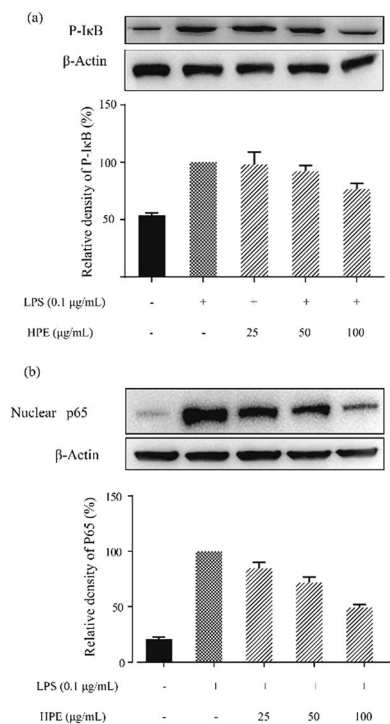 (a)
P-IκB
β-Actin
Relative density of P-IκB (%)
150
100
50
LPS (0.1 μg/mL) - + + + +
HPE (μg/mL) - - 25 50 100
(b)
Nuclear p65
β-Actin
Relative density of P65 (%)
150
100
50
0
LPS (0.1 μg/mL) - ı ı ı ı
HPE (μg/mL) - - 25 50 100